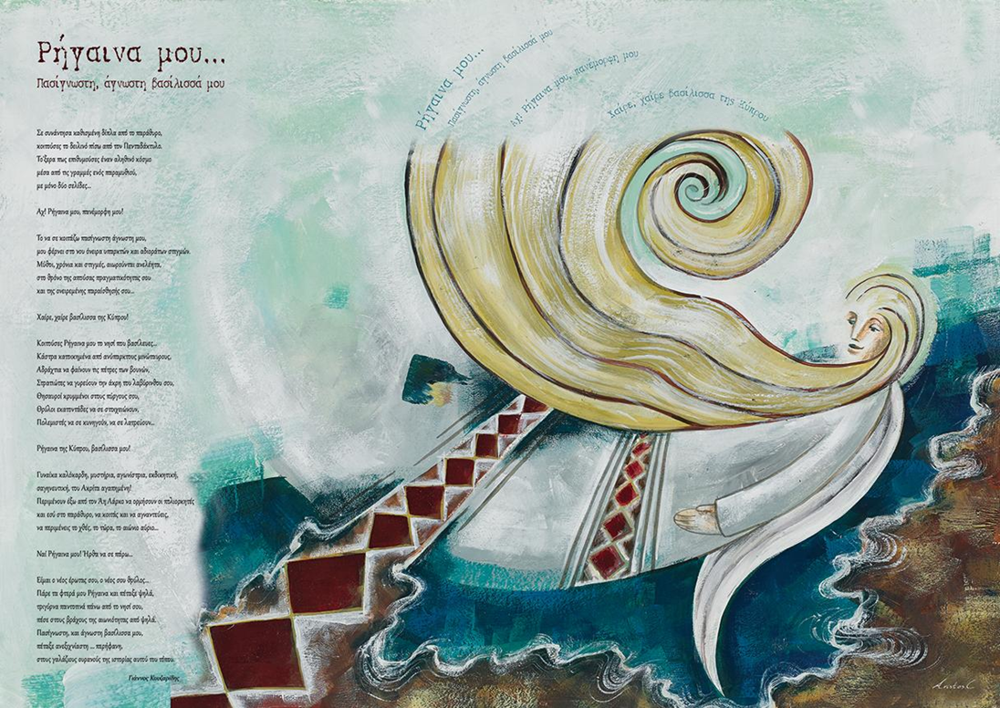 Ρήγαινα μου...
Πασίγνωστη, άγνωστη βασίλισσά μου
Σε συνάντησα καθισμένη δίπλα από το παράθυρο,
κοιτούσες το δειλινό πίσω από τον Πενταδάκτυλο.
Το'ξερα πως επιθυμούσες έναν αληθινό κόσμο
μέσα από τις γραμμές ενός παραμυθιού,
με μόνο δύο σελίδες...
Αχ! Ρήγαινα μου, πανέμορφη μου!
Το να σε κοιτάζω πασίγνωστη άγνωστη μου,
μου φέρνει στο νου όνειρα υπαρκτών και αδιοράτων στιγμών.
Μύθοι, χρόνια και στιγμές, αιωρούνται ανελέητα,
στο θρόνο της απούσας πραγματικότητας σου
και της ονειρεμένης παραίσθησής σου...
Χαίρε, χαίρε βασίλισσα της Κύπρου!
Κοιτούσες Ρήγαινα μου το νησί που βασίλευες...
Κάστρα κατοικημένα από ανύπαρκτους μινώταυρους,
Αδράχτια να φαίνουν τις πέτρες των βουνών,
Στρατιώτες να γυρεύουν την άκρη του λαβύρινθου σου,
Θησαυροί κρυμμένοι στους πύργους σου,
Θρύλοι εκατοντάδες να σε στοιχειώνουν,
Πολεμιστές να σε κυνηγούν, να σε λατρεύουν...
Ρήγαινα της Κύπρου, βασίλισσα μου!
Γυναίκα καλόκαρδη, μυστήρια, αγωνίστρια, εκδικητική,
σαγηνευτική, του Ακρίτα αγαπημένη!
Περιμένουν έξω από τον Άη Λάρκο να ορμήσουν οι πολιορκητές
και εσύ στο παράθυρο, να κοιτάς και να αγναντεύεις,
να περιμένεις το χθές, το τώρα, το αιώνιο αύριο...
Ναί Ρήγαινα μου! Ήρθα να σε πάρω...
Είμαι ο νέος έρωτας σου, ο νέος σου θρύλος...
Πάρε τα φτερά μου Ρήγαινα και πέταξε ψηλά,
τριγύρνα παντοτινά πάνω από το νησί σου,
πέσε στους βράχους της αιωνιότητας από ψηλά.
Πασίγνωστη, και άγνωστη βασίλισσα μου,
πέταξε ανεξιχνίαστη ... περήφανη,
στους γαλάζιους ουρανούς της ιστορίας αυτού του τόπου.
Γιάννος Κουζαρίδης
Ρήγαινα μου...
Πασίγνωστη, άγνωστη βασίλισσά μου
Αχ! Ρήγαινα μου, πανέμορφη μου
Χαίρε, χαίρε βασίλισσα της Κύπρου